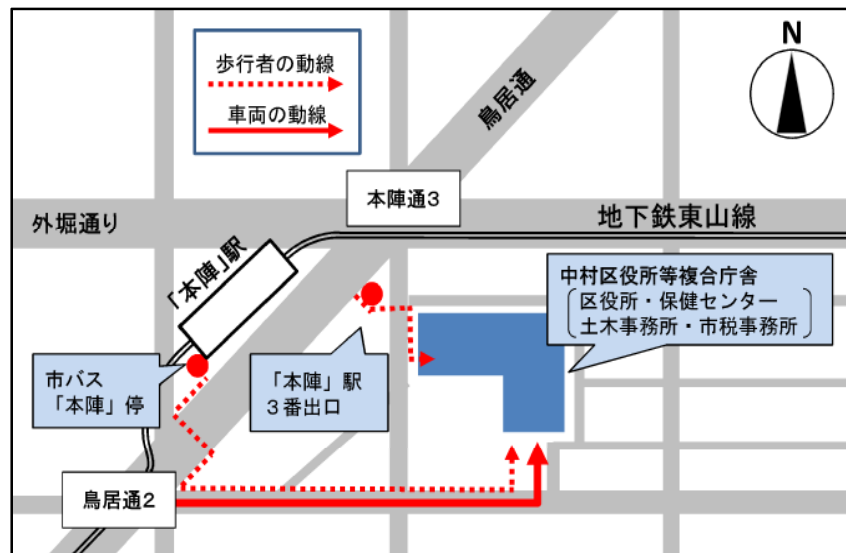 歩行者の動線
車両の動線
鳥居通
N
本陣通3
外堀通り
地下鉄東山線
「本陣」駅
中村区役所等複合庁舎
区役所・保健センター
土木事務所・市税事務所
市バス
「本陣」停
「本陣」駅
3番出口
鳥居通2